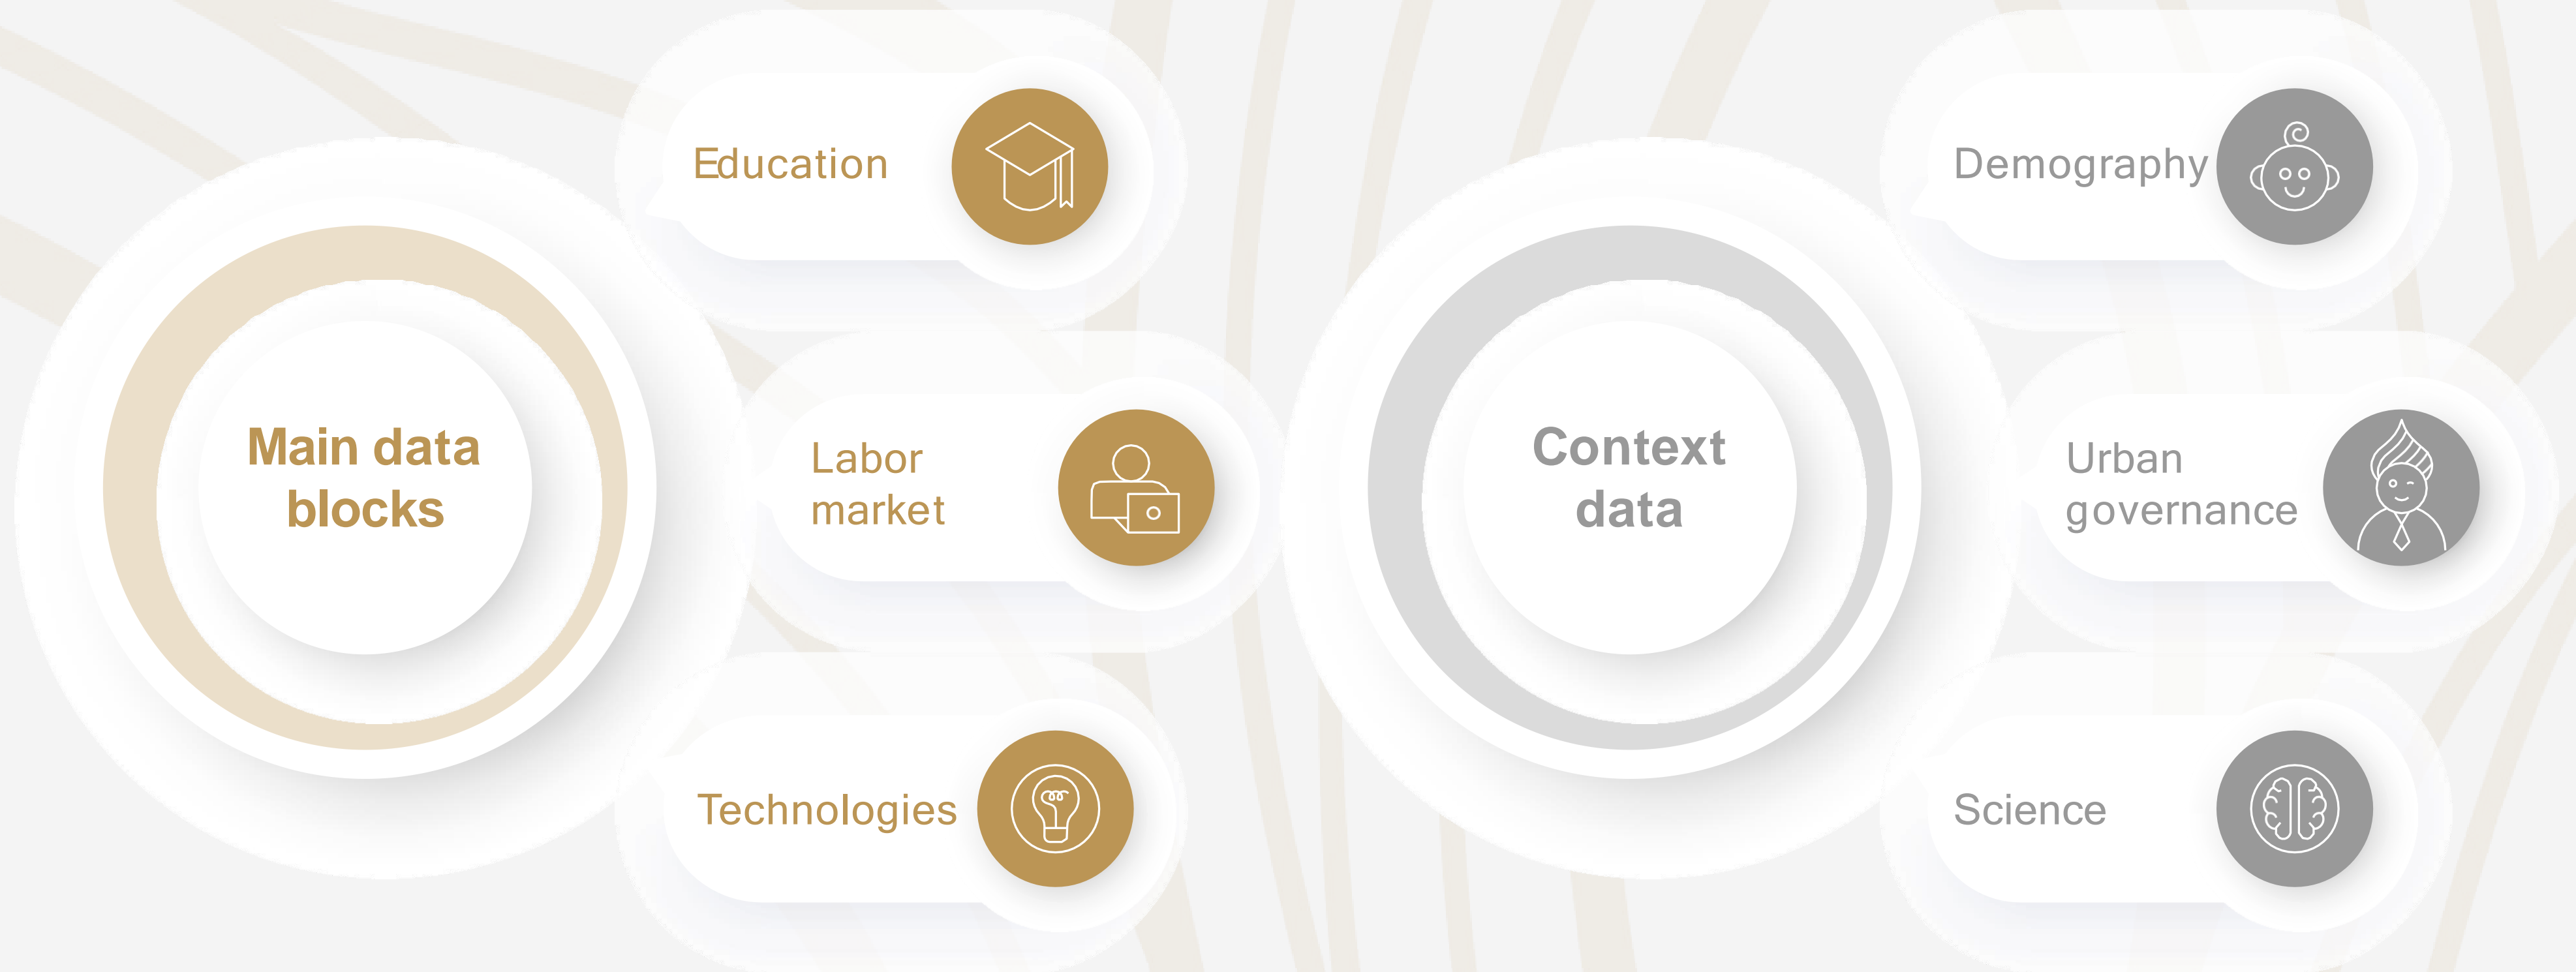 Main data
blocks
Education
Labor
market
Technologies
Context
data
Demography
Urban
governance
Science